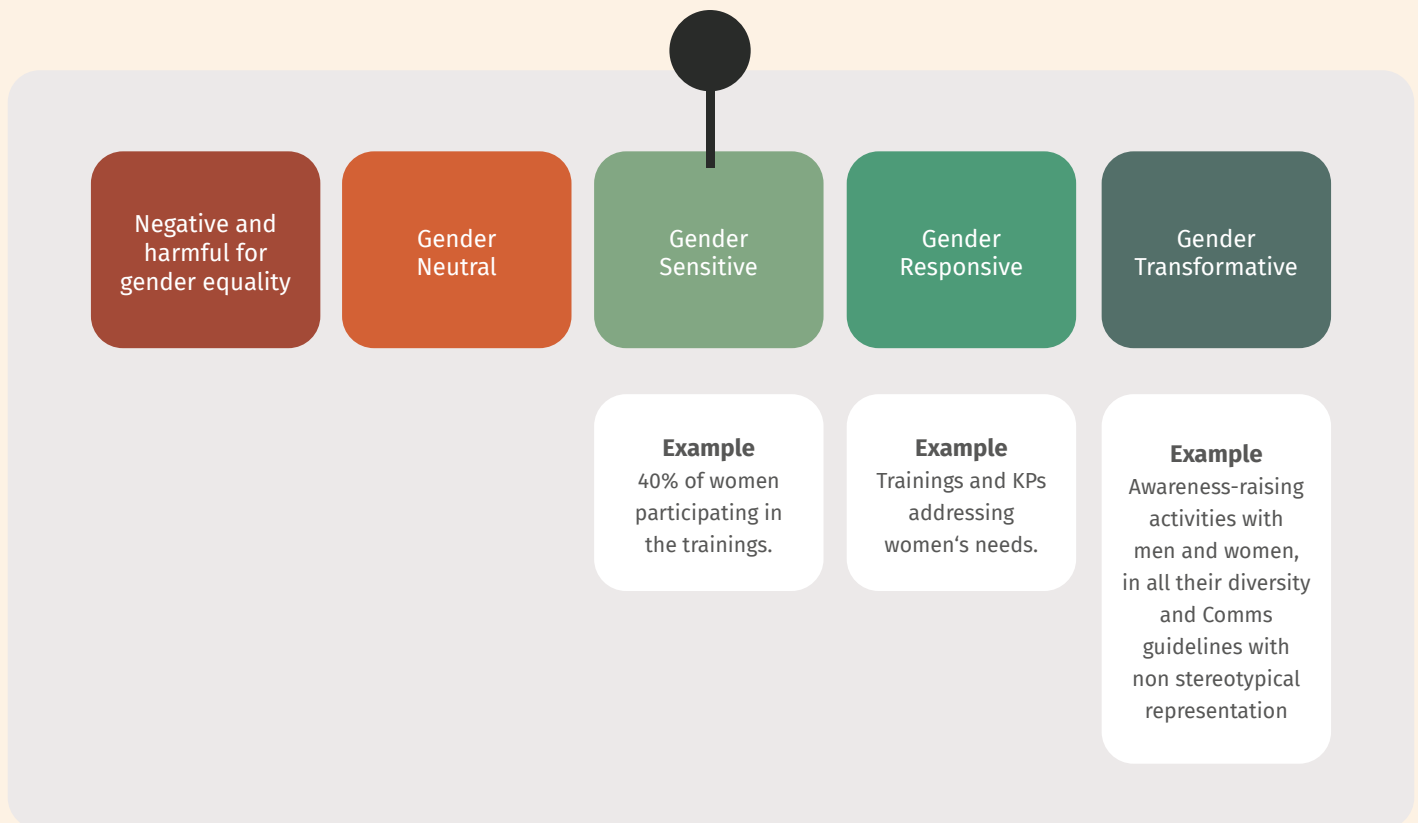 Negative and
harmful for
gender equality
Gender
Neutral
Gender
Sensitive
Gender
Responsive
Gender
Transformative
Example
40% of women
participating in
the trainings.
Example
Trainings and KPs
addressing
women‘s needs.
Example
Awareness-raising
activities with
men and women,
in all their diversity
and Comms
guidelines with
non stereotypical
representation